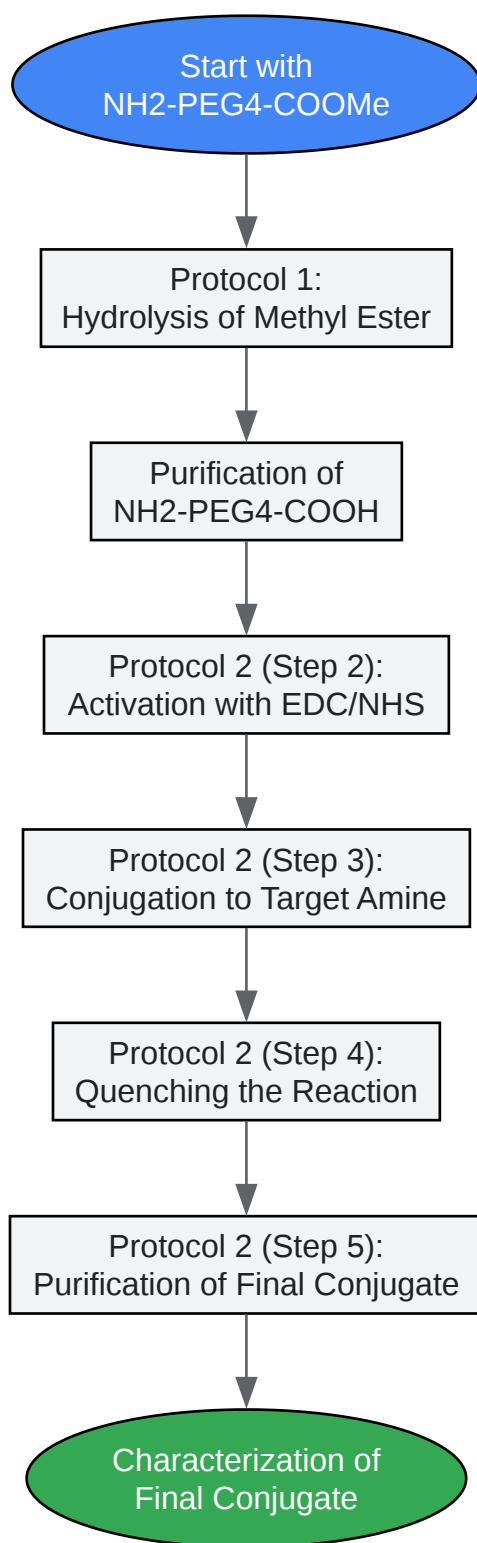 Start with
NH2-PEG4-COOMe
Protocol 1:
Hydrolysis of Methyl Ester
Purification of
NH2-PEG4-COOH
Protocol 2 (Step 2):
Activation with EDC/NHS
Protocol 2 (Step 3):
Conjugation to Target Amine
Protocol 2 (Step 4):
Quenching the Reaction
Protocol 2 (Step 5):
Purification of Final Conjugate
Characterization of
Final Conjugate